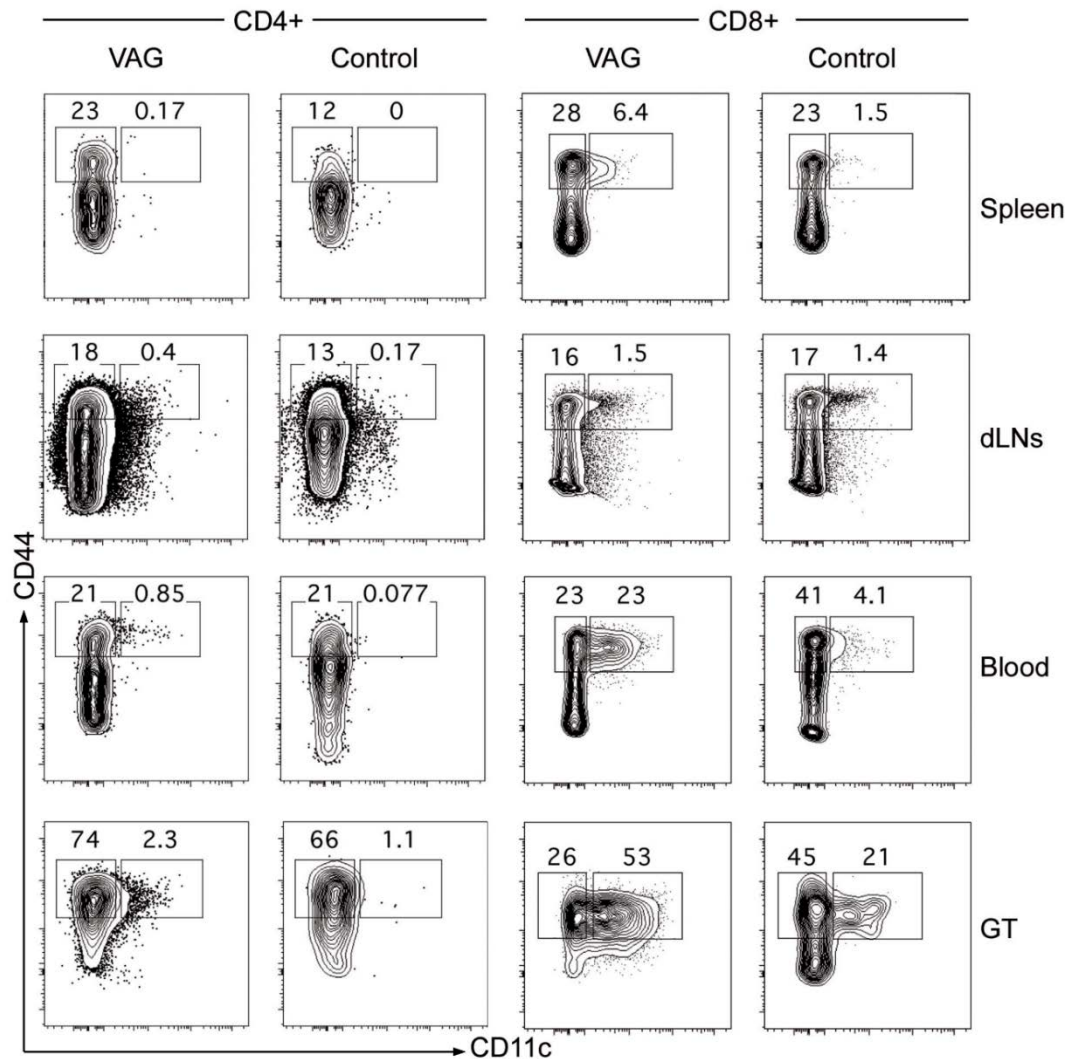 CD4+ CD8+
VAG Control VAG Control
23 0.17 12 0 28 6.4 23 1.5
Spleen
18 0.4 13 0.17 16 1.5 17 1.4
dLNs
21 0.85 21 0.077 23 23 41 4.1
Blood
74 2.3 66 1.1 26 53 45 21
GT
CD44
CD11c